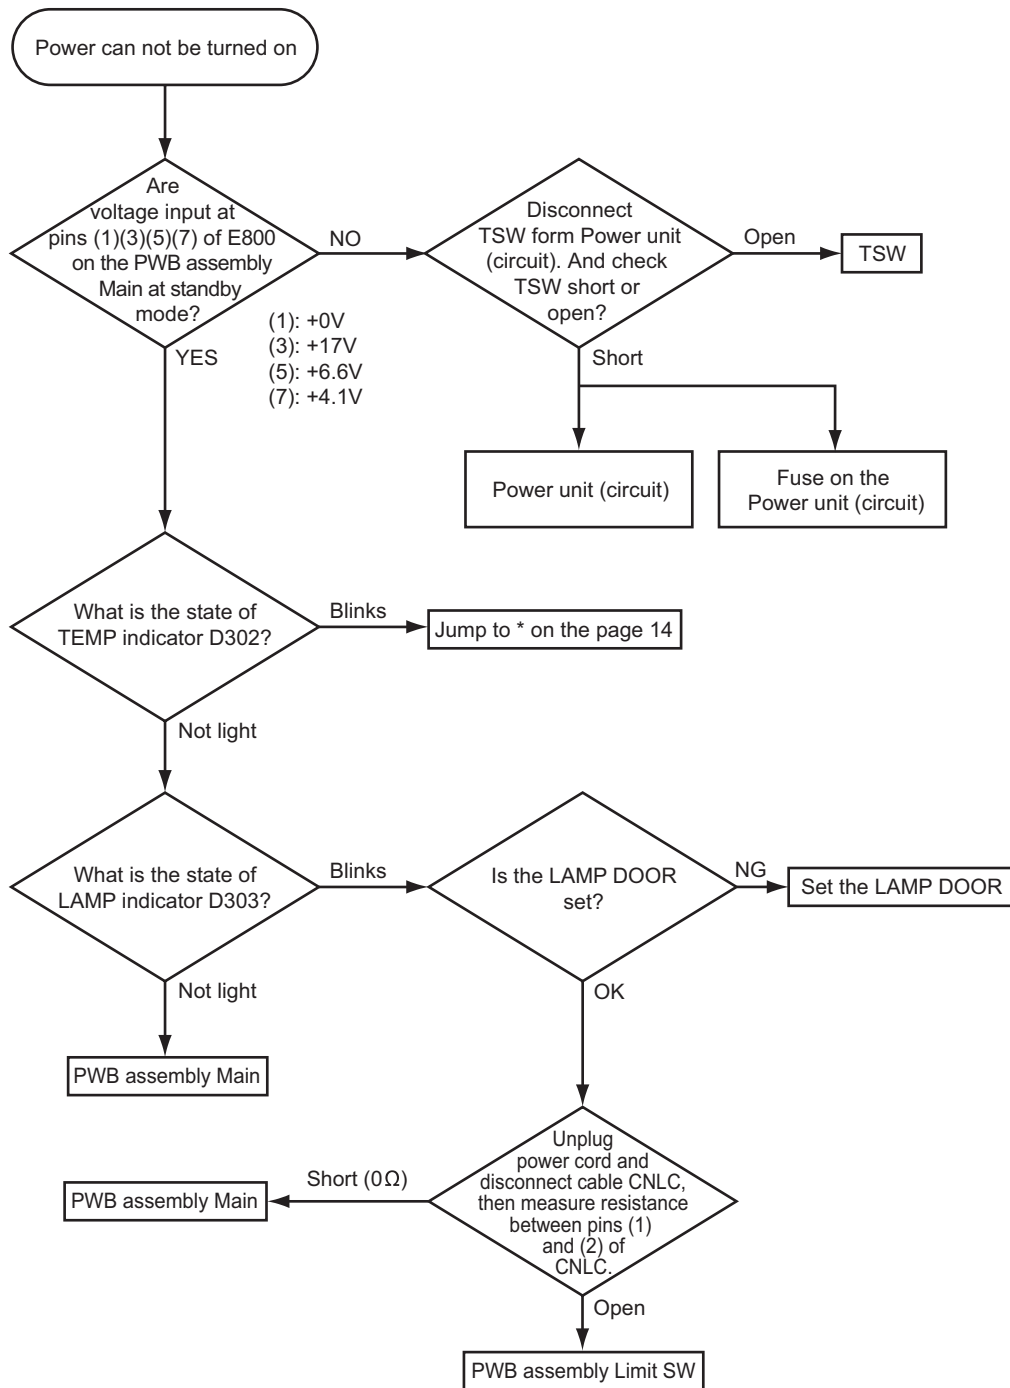 Power can not be turned on
Are
voltage input at
pins (1)(3)(5)(7) of E800
on the PWB assembly
Main at standby
mode?
NO
YES
(1): +0V
(3): +17V
(5): +6.6V
(7): +4.1V
Disconnect
TSW form Power unit
(circuit). And check
TSW short or
open?
Open
TSW
Short
Power unit (circuit)
Fuse on the
Power unit (circuit)
What is the state of
TEMP indicator D302?
Blinks
Jump to * on the page 14
Not light
What is the state of
LAMP indicator D303?
Blinks
Is the LAMP DOOR
set?
NG
Set the LAMP DOOR
Not light
PWB assembly Main
OK
Unplug
power cord and
disconnect cable CNLC,
then measure resistance
between pins (1)
and (2) of
CNLC.
Short (0Ω)
PWB assembly Main
Open
PWB assembly Limit SW